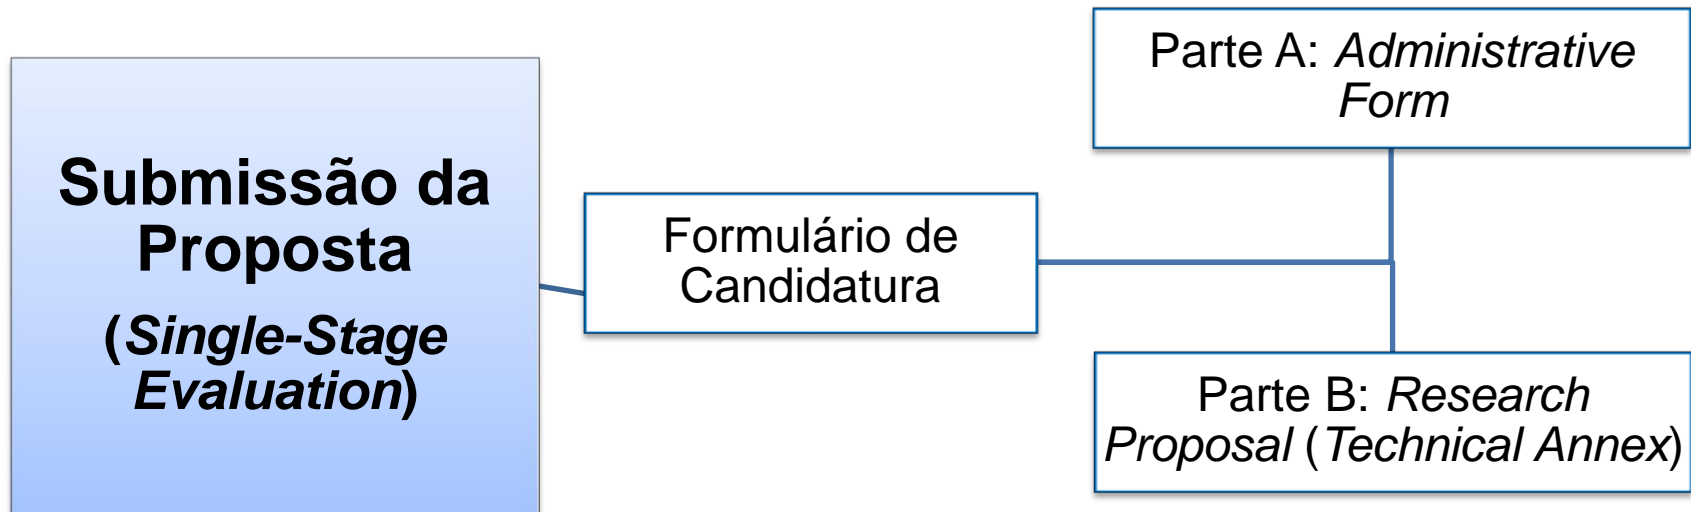 Submissão da
Proposta
(Single-Stage
Evaluation)
Formulário de
Candidatura
Parte A: Administrative
Form
Parte B: Research
Proposal (Technical Annex)